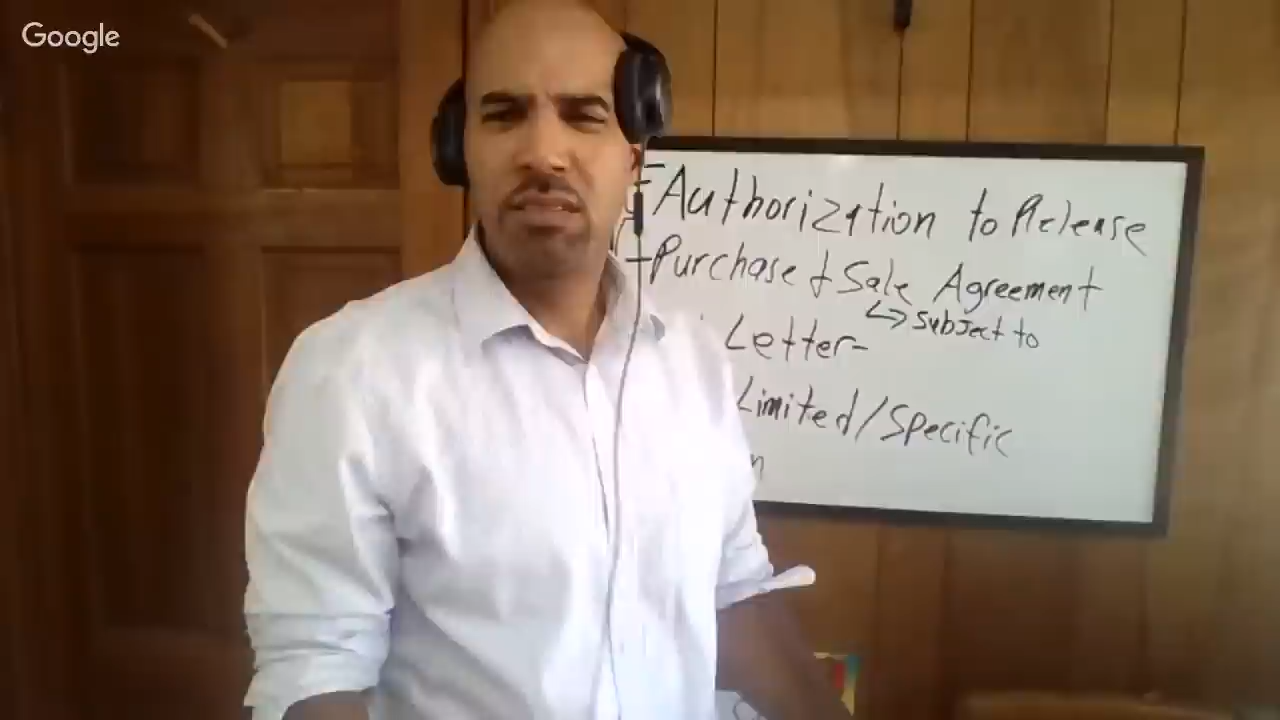 Google
- Authorization to Release
- Purchase & Sale Agreement
↳> subject to
Letter-
Limited/Specific